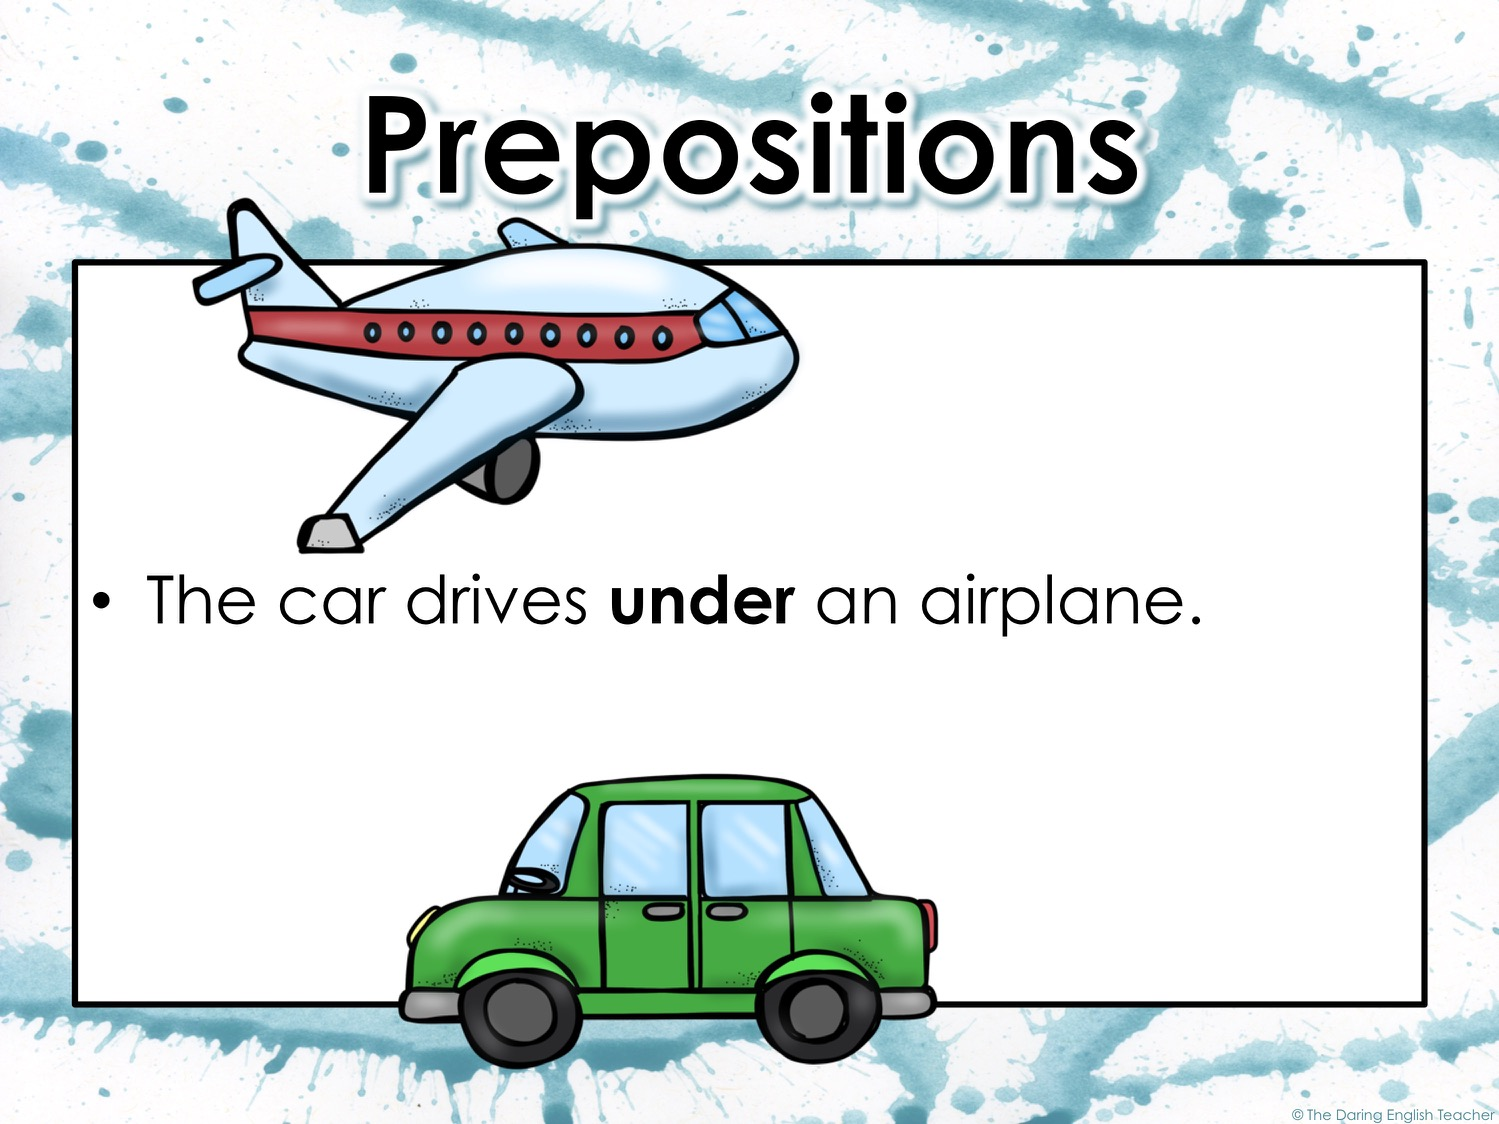 Prepositions
• The car drives under an airplane.
© The Daring English Teacher